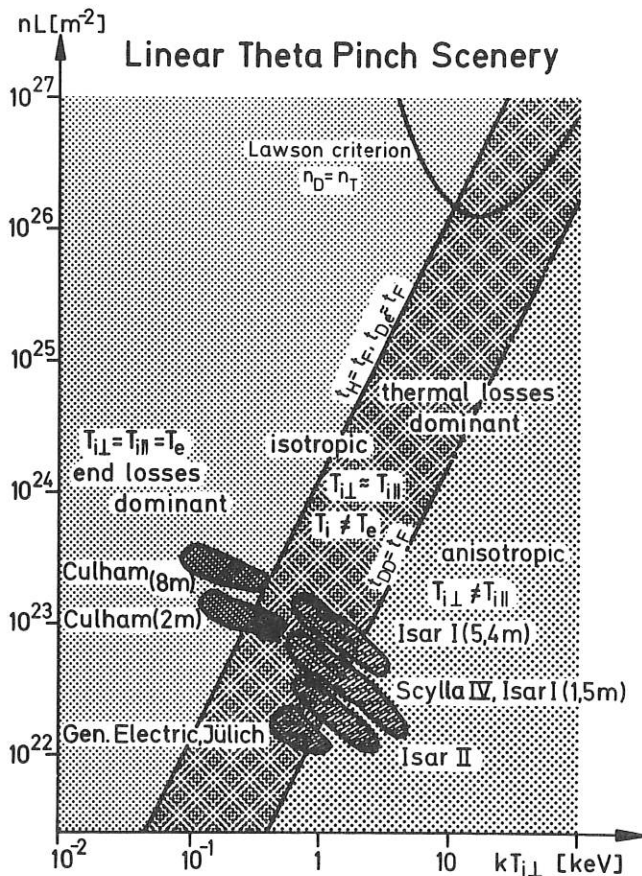 nL[m⁻²]
Linear Theta Pinch Scenery
10²⁷
Lawson criterion
n_D = n_T
10²⁶
t_H = t_F, t_De ≈ t_F
10²⁵
thermal losses
dominant
T_i⊥ = T_i∥ = T_e
end losses
dominant
isotropic
T_i⊥ ≈ T_i∥
T_i ≠ T_e
10²⁴
t_DD = t_F
anisotropic
T_i⊥ ≠ T_i∥
Culham (8m)
10²³
Culham (2m)
Isar I (5,4m)
Scylla IV, Isar I (1,5m)
Gen. Electric, Jülich
10²²
Isar II
10⁻²
10⁻¹
1
10
kT_i⊥ [keV]